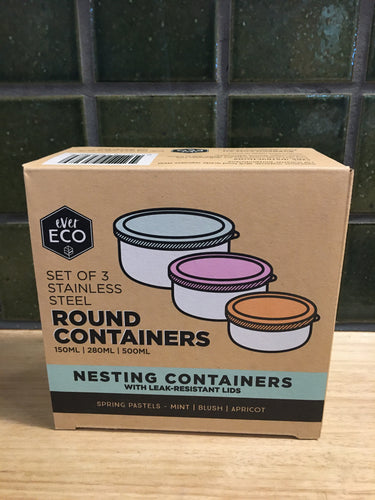 ever
ECO
SET OF 3
STAINLESS
STEEL
ROUND
CONTAINERS
150ML | 280ML | 500ML
NESTING CONTAINERS
WITH LEAK-RESISTANT LIDS
SPRING PASTELS - MINT | BLUSH | APRICOT